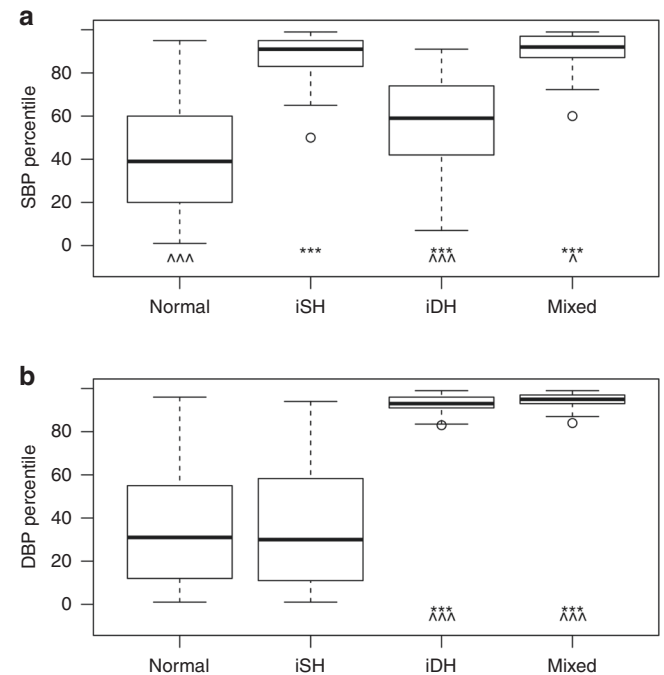 a
SBP percentile
80
60
40
20
0
*** *** ***
^^^ ^^^ ^
Normal iSH iDH Mixed
b
DBP percentile
80
60
40
20
0
*** ***
^^^ ^^^
Normal iSH iDH Mixed